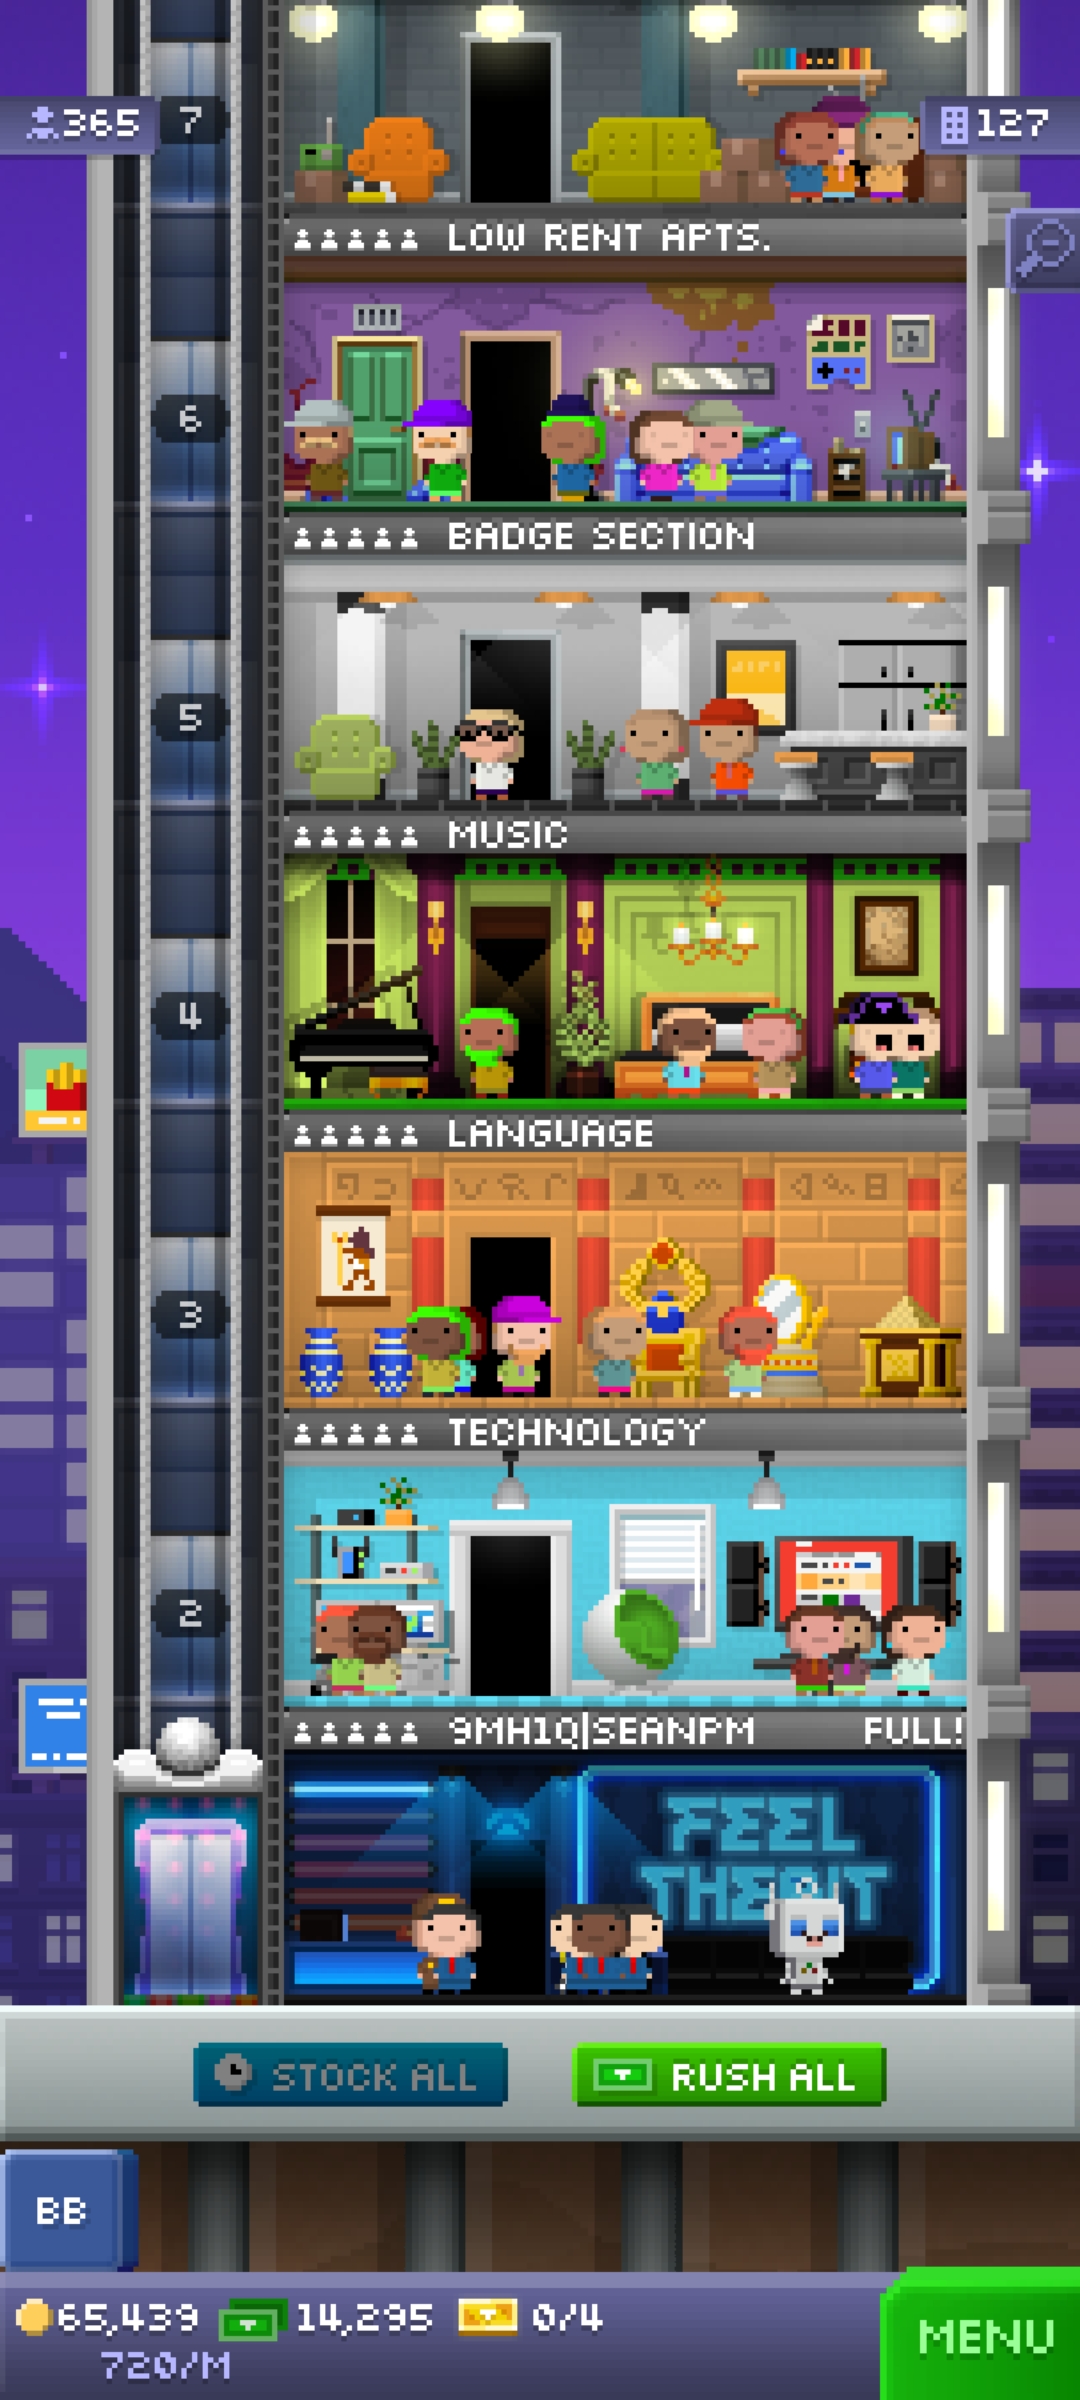 7
365
127
LOW RENT APTS.
6
BADGE SECTION
5
MUSIC
4
LANGUAGE
3
TECHNOLOGY
2
9MH1Q|SEANPM FULL!
FEEL
THE BIT
STOCK ALL
RUSH ALL
BB
65,439 14,295 0/4
720/M
MENU